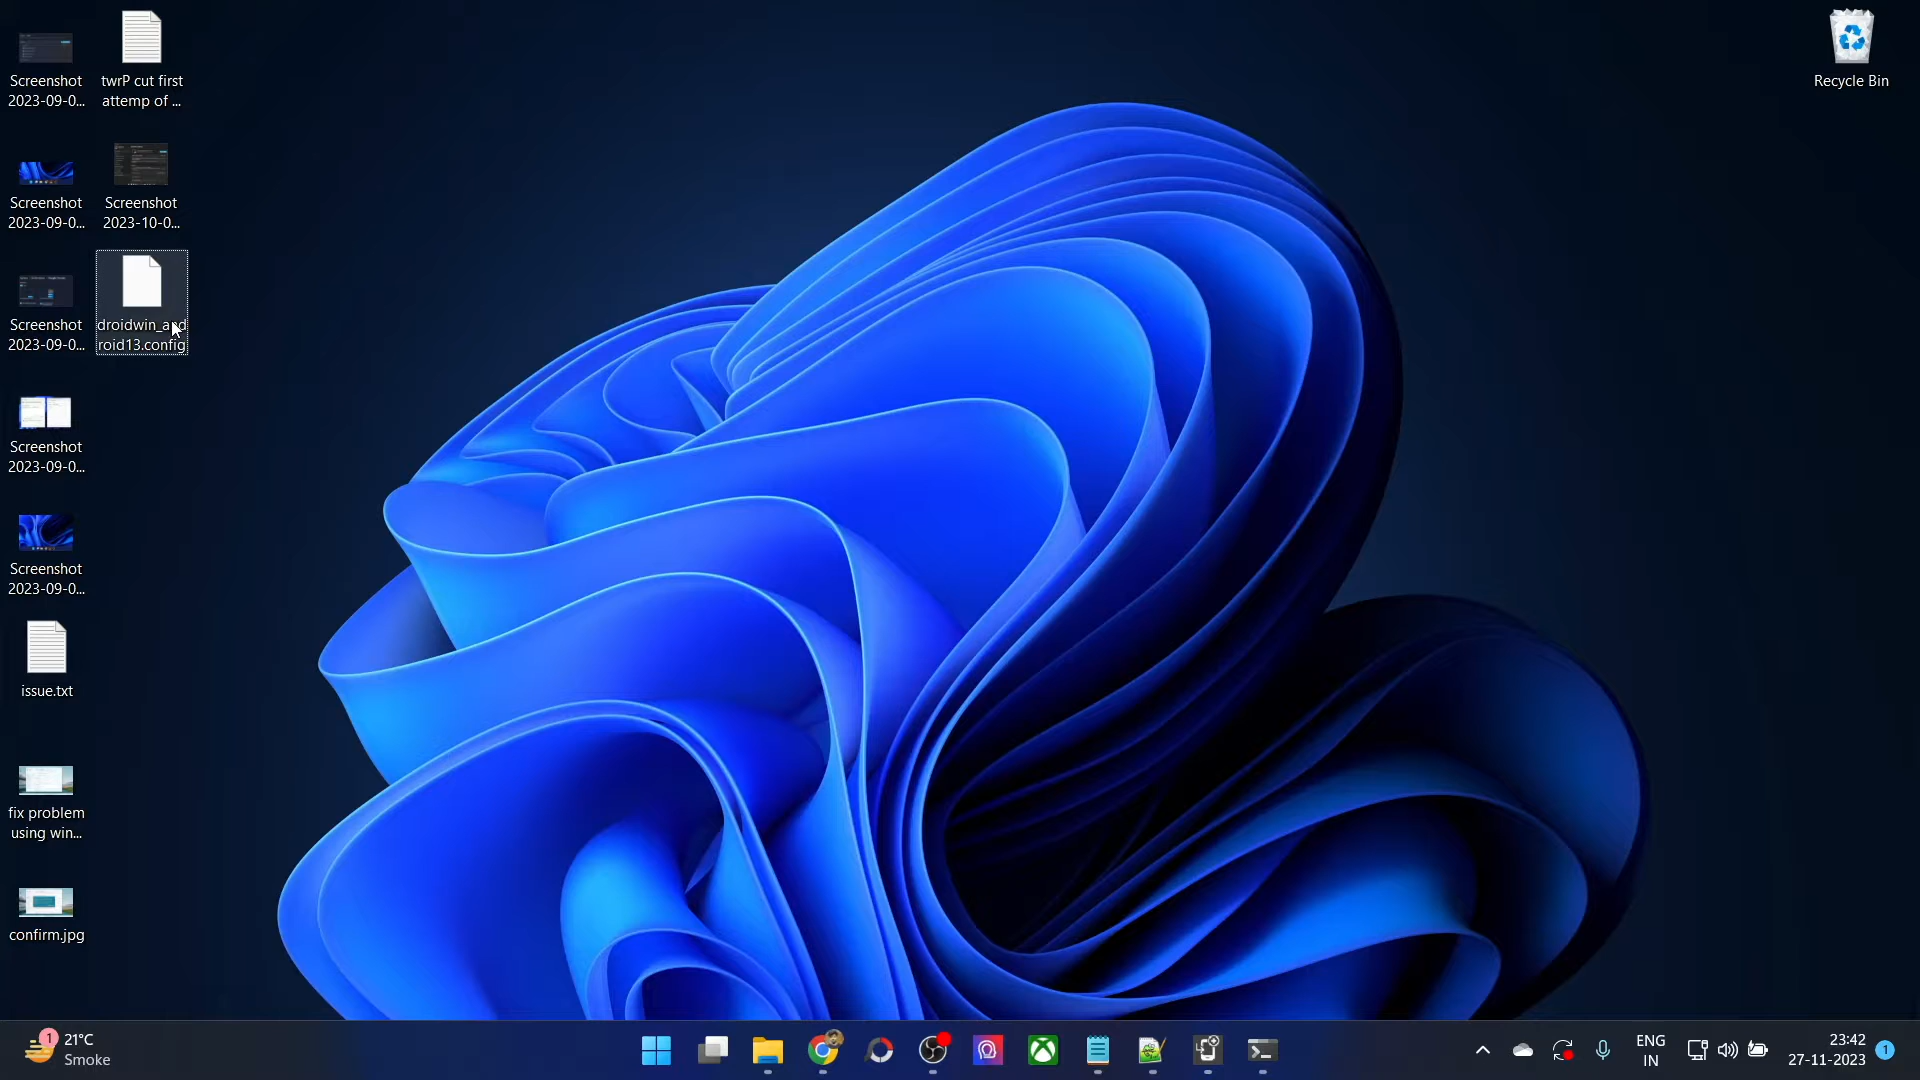 Screenshot
2023-09-0...
twrP cut first
attemp of ...
Recycle Bin
Screenshot
2023-09-0...
Screenshot
2023-10-0...
Screenshot
2023-09-0...
droidwin_and
roid13.config
Screenshot
2023-09-0...
Screenshot
2023-09-0...
issue.txt
fix problem
using win...
confirm.jpg
1
21°C
Smoke
ENG
IN
23:42
27-11-2023
1